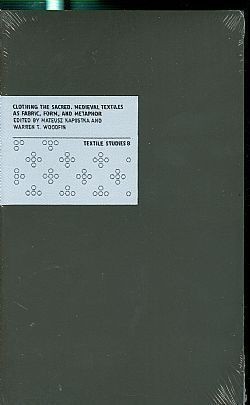 CLOTHING THE SACRED. MEDIEVAL TEXTILES
AS FABRIC, FORM, AND METAPHOR
EDITED BY MATEUSZ KAPUSTKA AND
WARREN T. WOODFIN
TEXTILE STUDIES 8